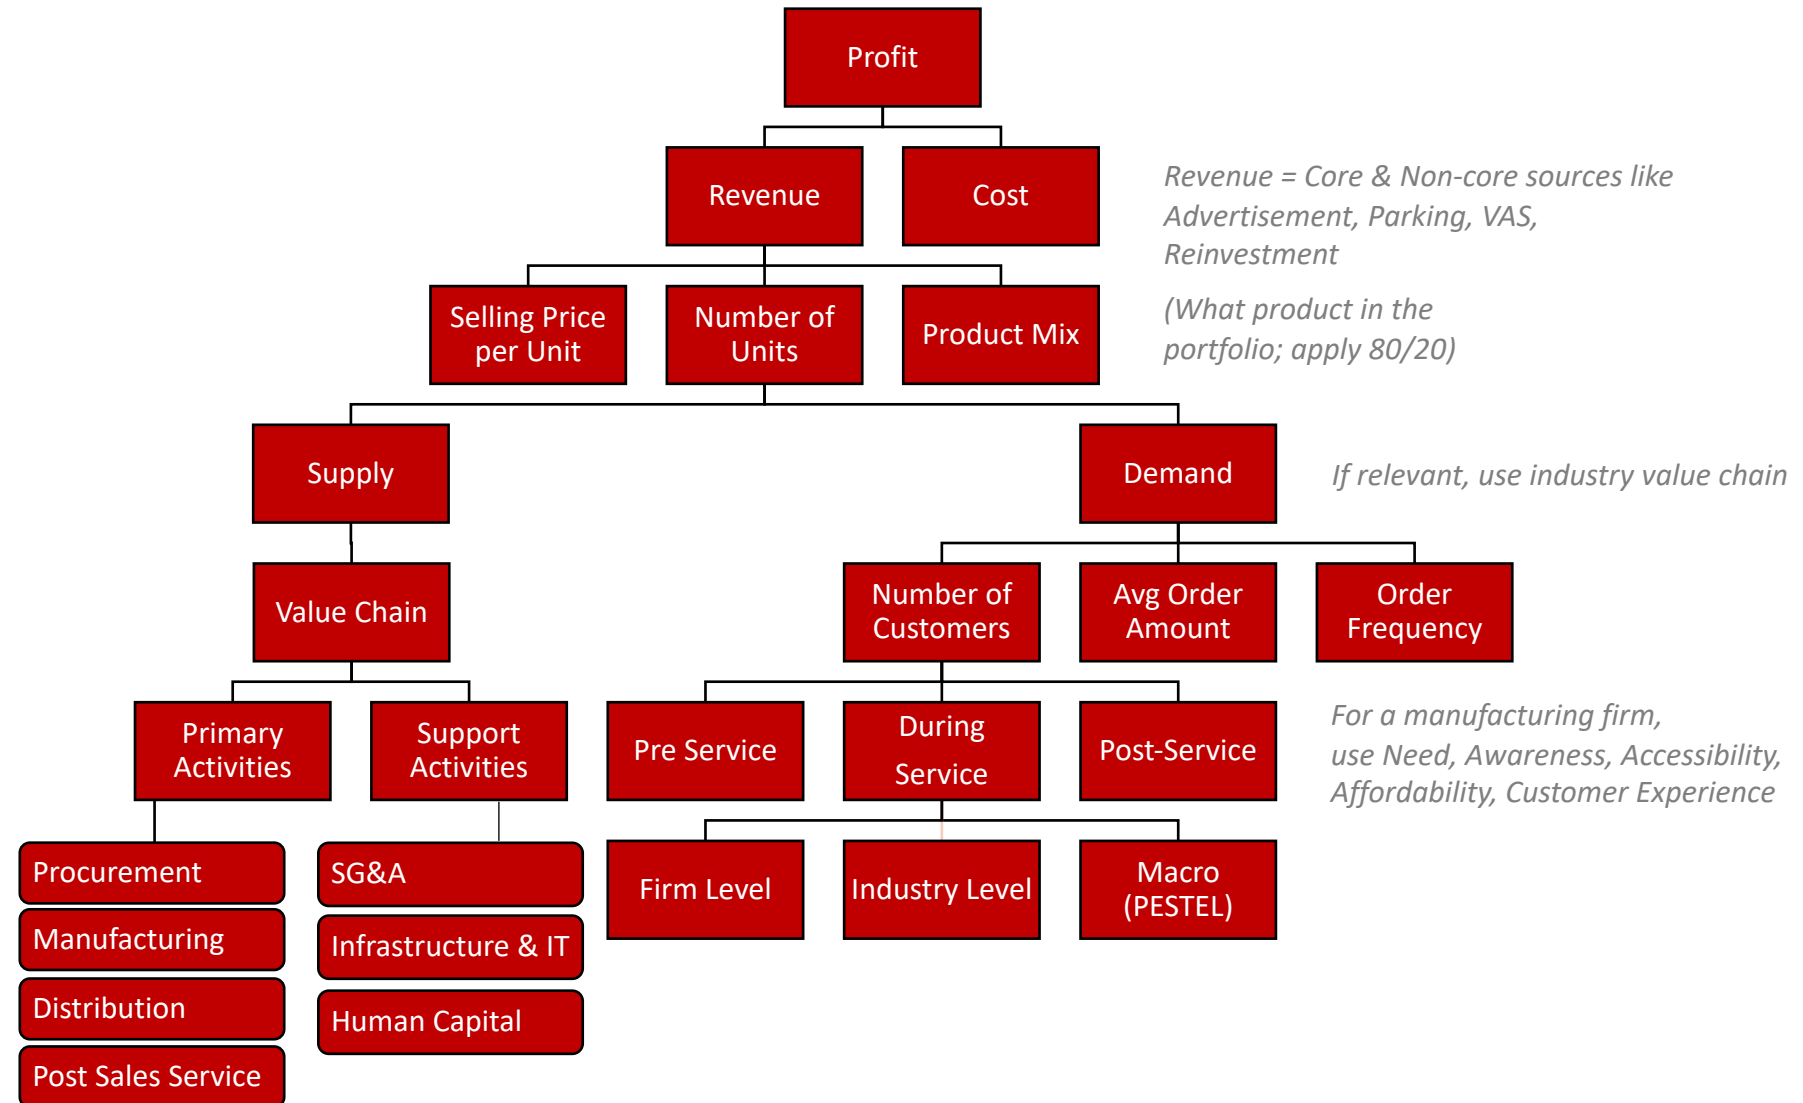 Profit
Revenue
Cost
Revenue = Core & Non-core sources like
Advertisement, Parking, VAS,
Reinvestment
Selling Price
per Unit
Number of
Units
Product Mix
(What product in the
portfolio; apply 80/20)
Supply
Demand
If relevant, use industry value chain
Value Chain
Number of
Customers
Avg Order
Amount
Order
Frequency
Primary
Activities
Support
Activities
Pre Service
During
Service
Post-Service
For a manufacturing firm,
use Need, Awareness, Accessibility,
Affordability, Customer Experience
Procurement
Manufacturing
Distribution
Post Sales Service
SG&A
Infrastructure & IT
Human Capital
Firm Level
Industry Level
Macro
(PESTEL)